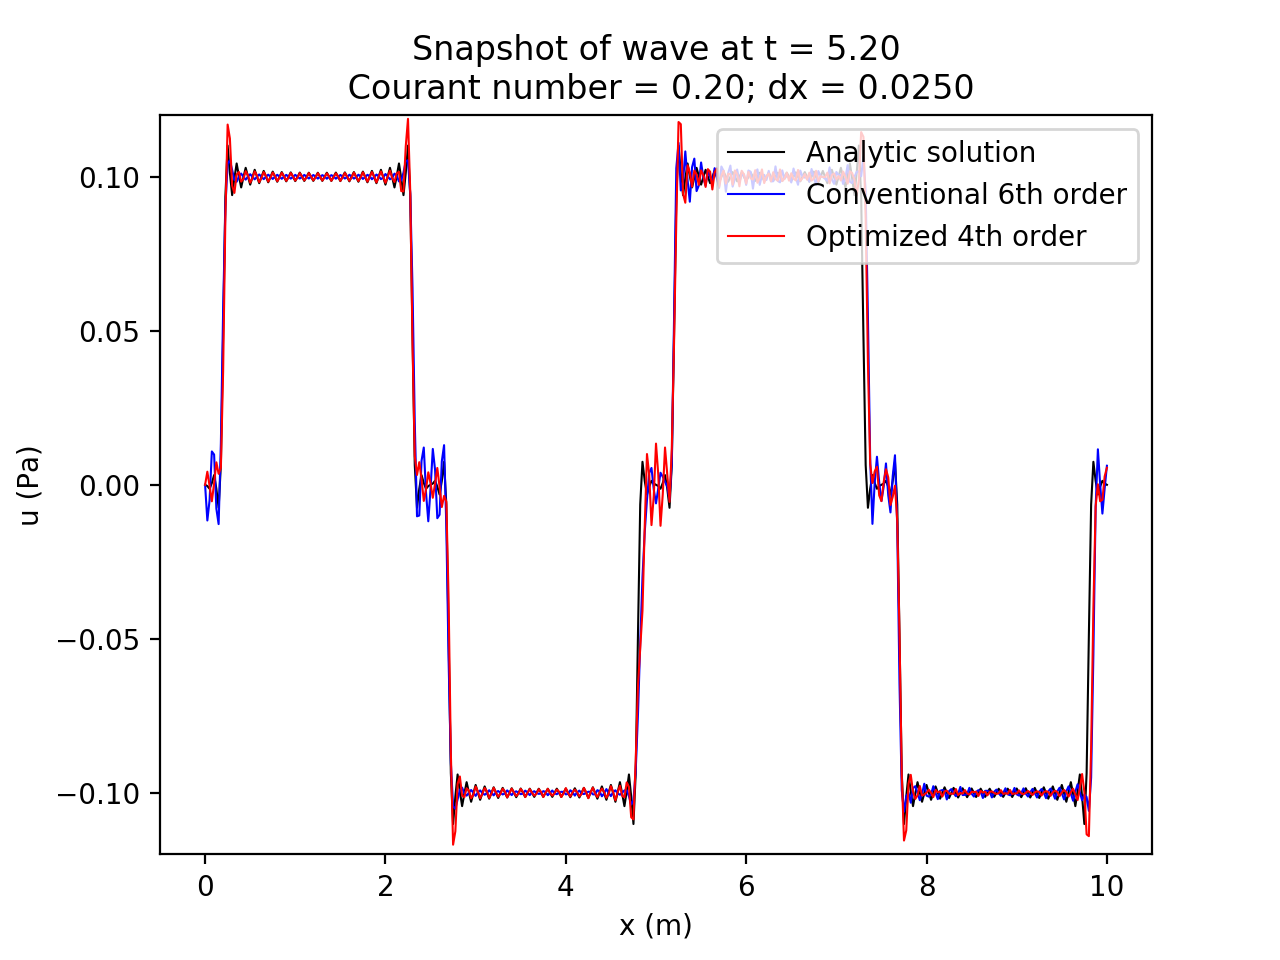 Snapshot of wave at t = 5.20
Courant number = 0.20; dx = 0.0250
Analytic solution
Conventional 6th order
Optimized 4th order
u (Pa)
0.10
0.05
0.00
−0.05
−0.10
0 2 4 6 8 10
x (m)